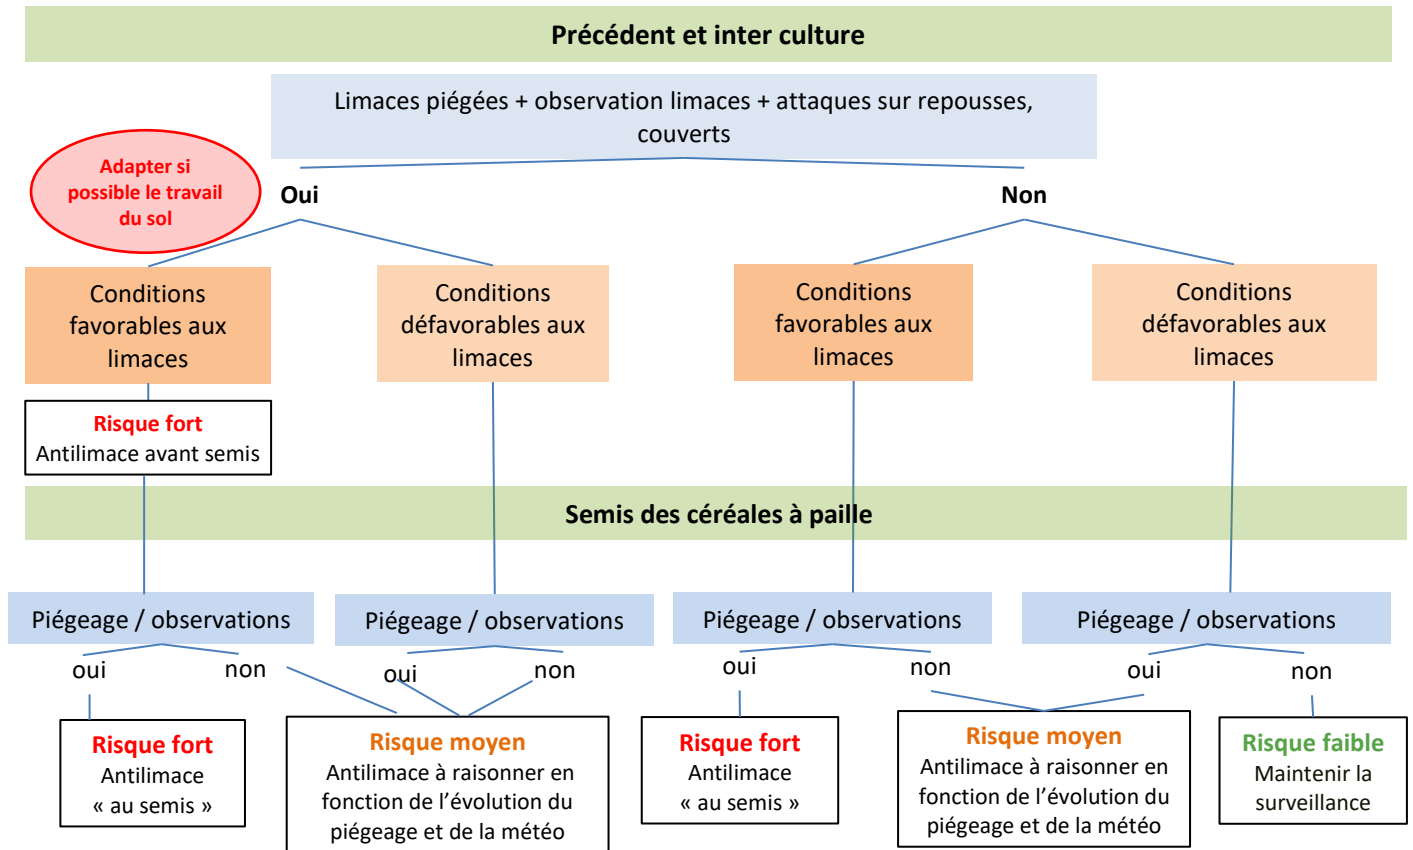 Précédent et inter culture
Limaces piégées + observation limaces + attaques sur repousses,
couverts
Adapter si
possible le travail
du sol
Oui
Non
Conditions
favorables aux
limaces
Conditions
défavorables aux
limaces
Conditions
favorables aux
limaces
Conditions
défavorables aux
limaces
Risque fort
Antilimace avant semis
Semis des céréales à paille
Piégeage / observations
Piégeage / observations
Piégeage / observations
Piégeage / observations
oui
non
oui
non
oui
non
oui
non
Risque fort
Antilimace
« au semis »
Risque moyen
Antilimace à raisonner en
fonction de l’évolution du
piégeage et de la météo
Risque fort
Antilimace
« au semis »
Risque moyen
Antilimace à raisonner en
fonction de l’évolution du
piégeage et de la météo
Risque faible
Maintenir la
surveillance